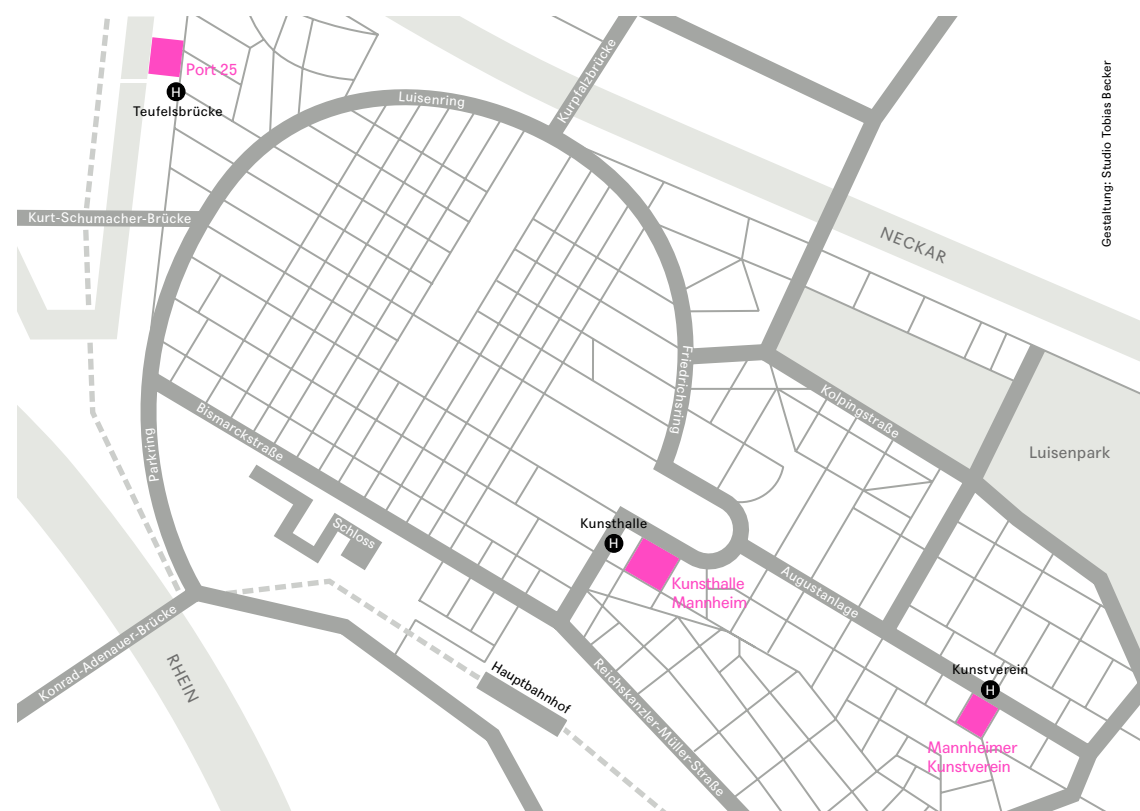 Port 25
H
Teufelsbrücke
Luisenring
Kurpfalzbrücke
Gestaltung: Studio Tobias Becker
Kurt-Schumacher-Brücke
NECKAR
Friedrichsring
Kolpingstraße
Bismarckstraße
Parkring
Luisenpark
Schloss
Kunsthalle
H
Kunsthalle
Mannheim
Augustanlage
Konrad-Adenauer-Brücke
RHEIN
Hauptbahnhof
Reichskanzler-Müller-Straße
Kunstverein
H
Mannheimer
Kunstverein